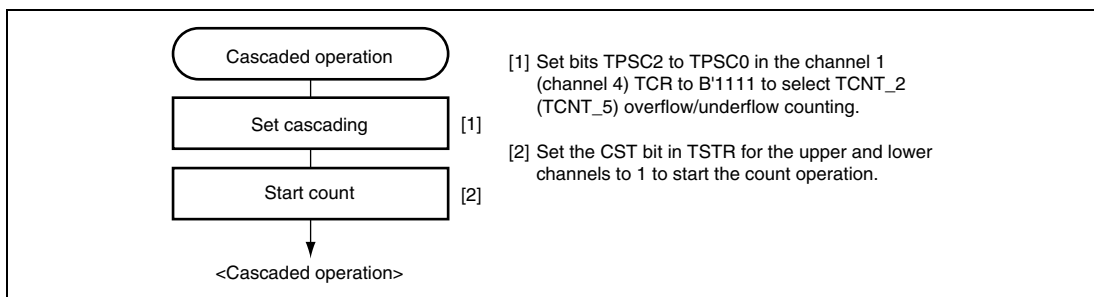 Cascaded operation
Set cascading
[1]
Start count
[2]
<Cascaded operation>
[1] Set bits TPSC2 to TPSC0 in the channel 1
(channel 4) TCR to B'1111 to select TCNT_2
(TCNT_5) overflow/underflow counting.
[2] Set the CST bit in TSTR for the upper and lower
channels to 1 to start the count operation.